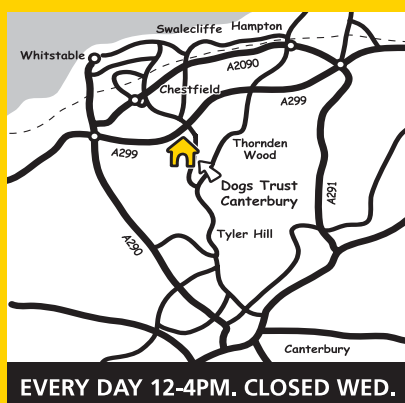 Swalecliffe Hampton
Whitstable
A2090
Chestfield
A299
A299
Thornden
Wood
Dogs Trust
Canterbury
A291
Tyler Hill
A290
Canterbury
EVERY DAY 12-4PM. CLOSED WED.